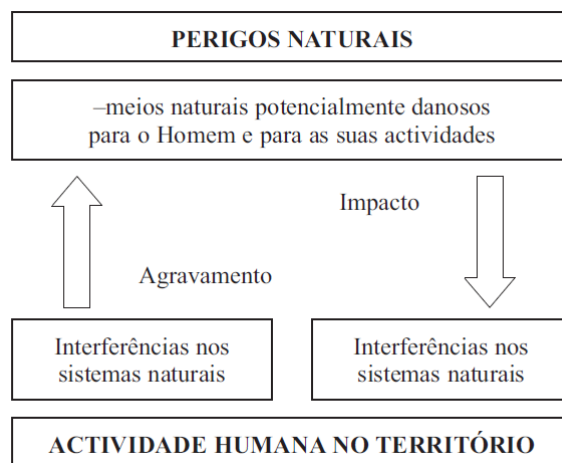 PERIGOS NATURAIS
–meios naturais potencialmente danosos
para o Homem e para as suas actividades
Impacto
Agravamento
Interferências nos
sistemas naturais
Interferências nos
sistemas naturais
ACTIVIDADE HUMANA NO TERRITÓRIO